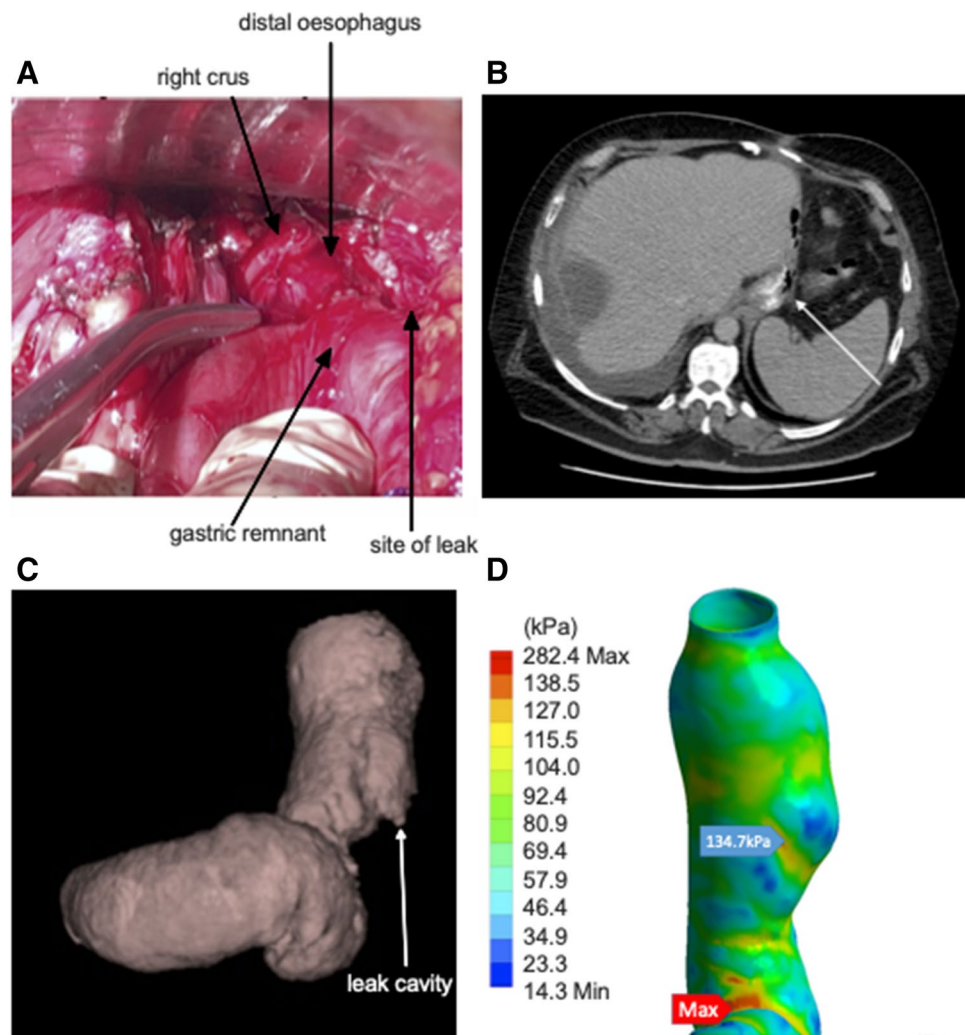 distal oesophagus
A
right crus
B
gastric remnant
site of leak
C
leak cavity
D
(kPa)
282.4 Max
138.5
127.0
115.5
104.0
92.4
80.9
69.4
57.9
46.4
34.9
23.3
14.3 Min
134.7kPa
Max